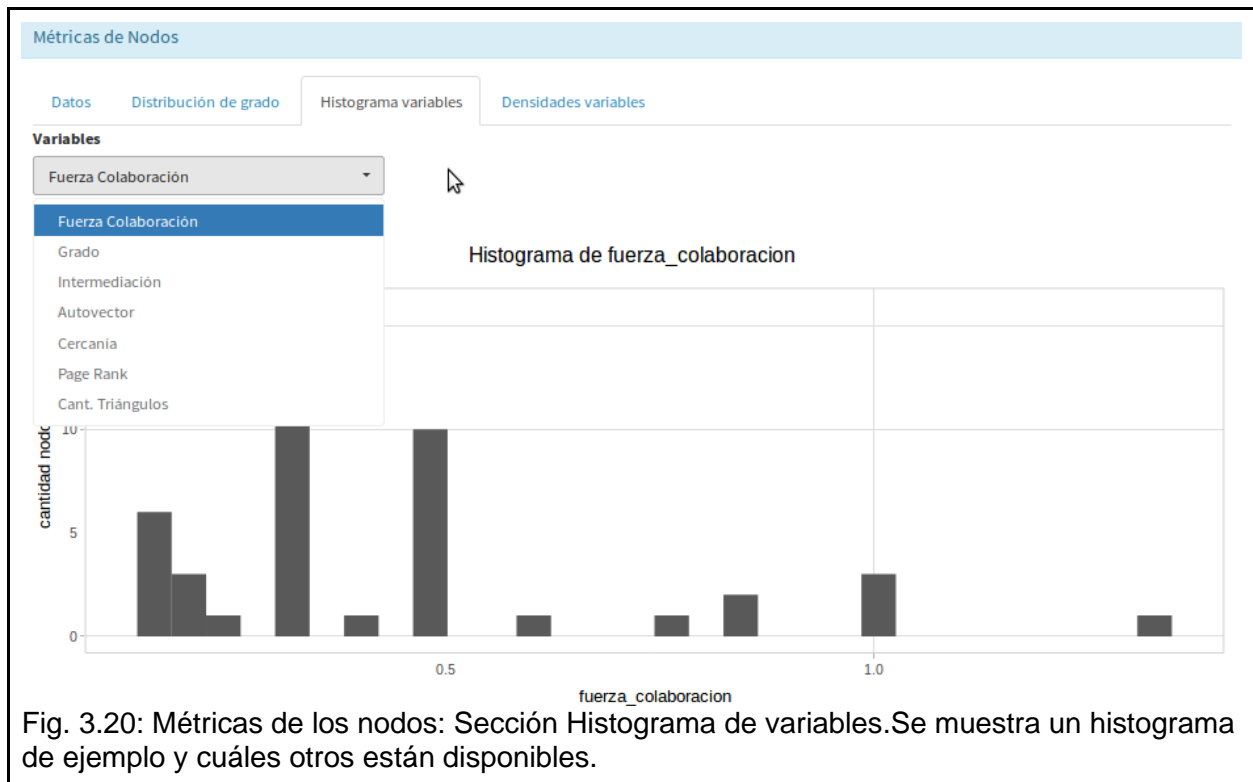 Métricas de Nodos
Datos Distribución de grado Histograma variables Densidades variables
Variables
Fuerza Colaboración
Fuerza Colaboración
Grado
Intermediación
Autovector
Cercanía
Page Rank
Cant. Triángulos
Histograma de fuerza_colaboracion
cantidad nodo
10
5
0
0.5 1.0
fuerza_colaboracion
Fig. 3.20: Métricas de los nodos: Sección Histograma de variables.Se muestra un histograma
de ejemplo y cuáles otros están disponibles.